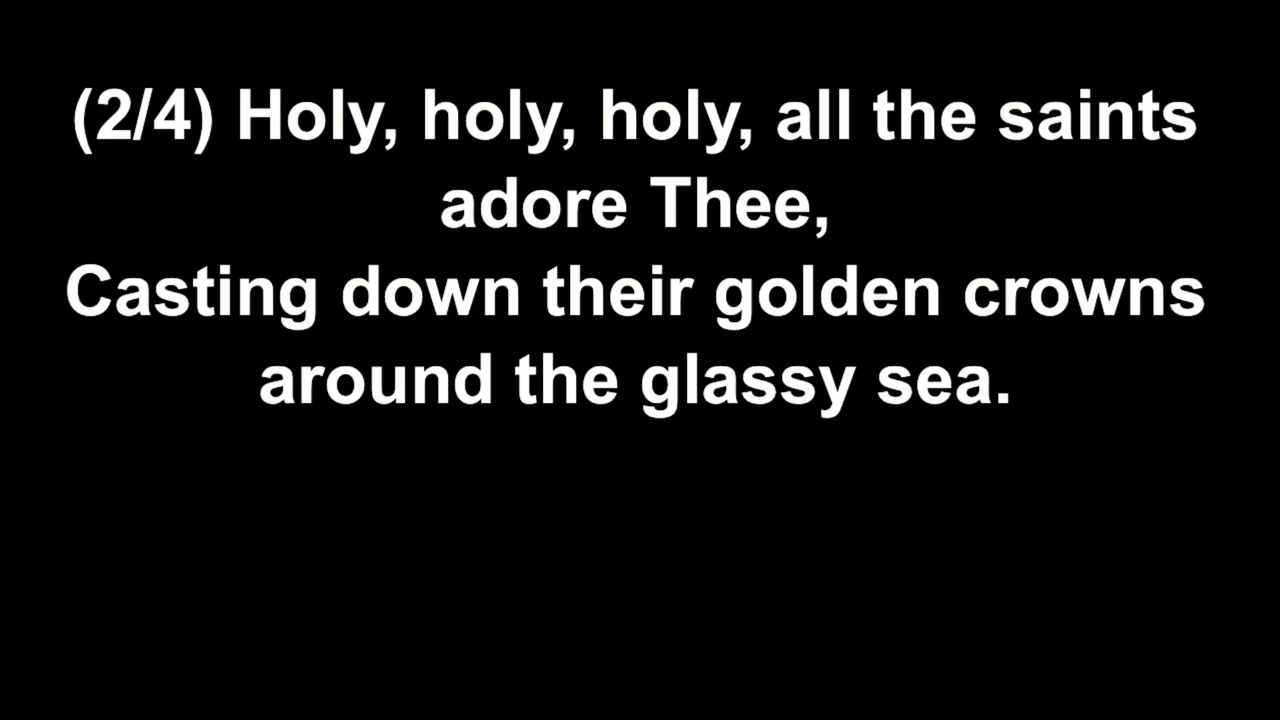 (2/4) Holy, holy, holy, all the saints
adore Thee,
Casting down their golden crowns
around the glassy sea.